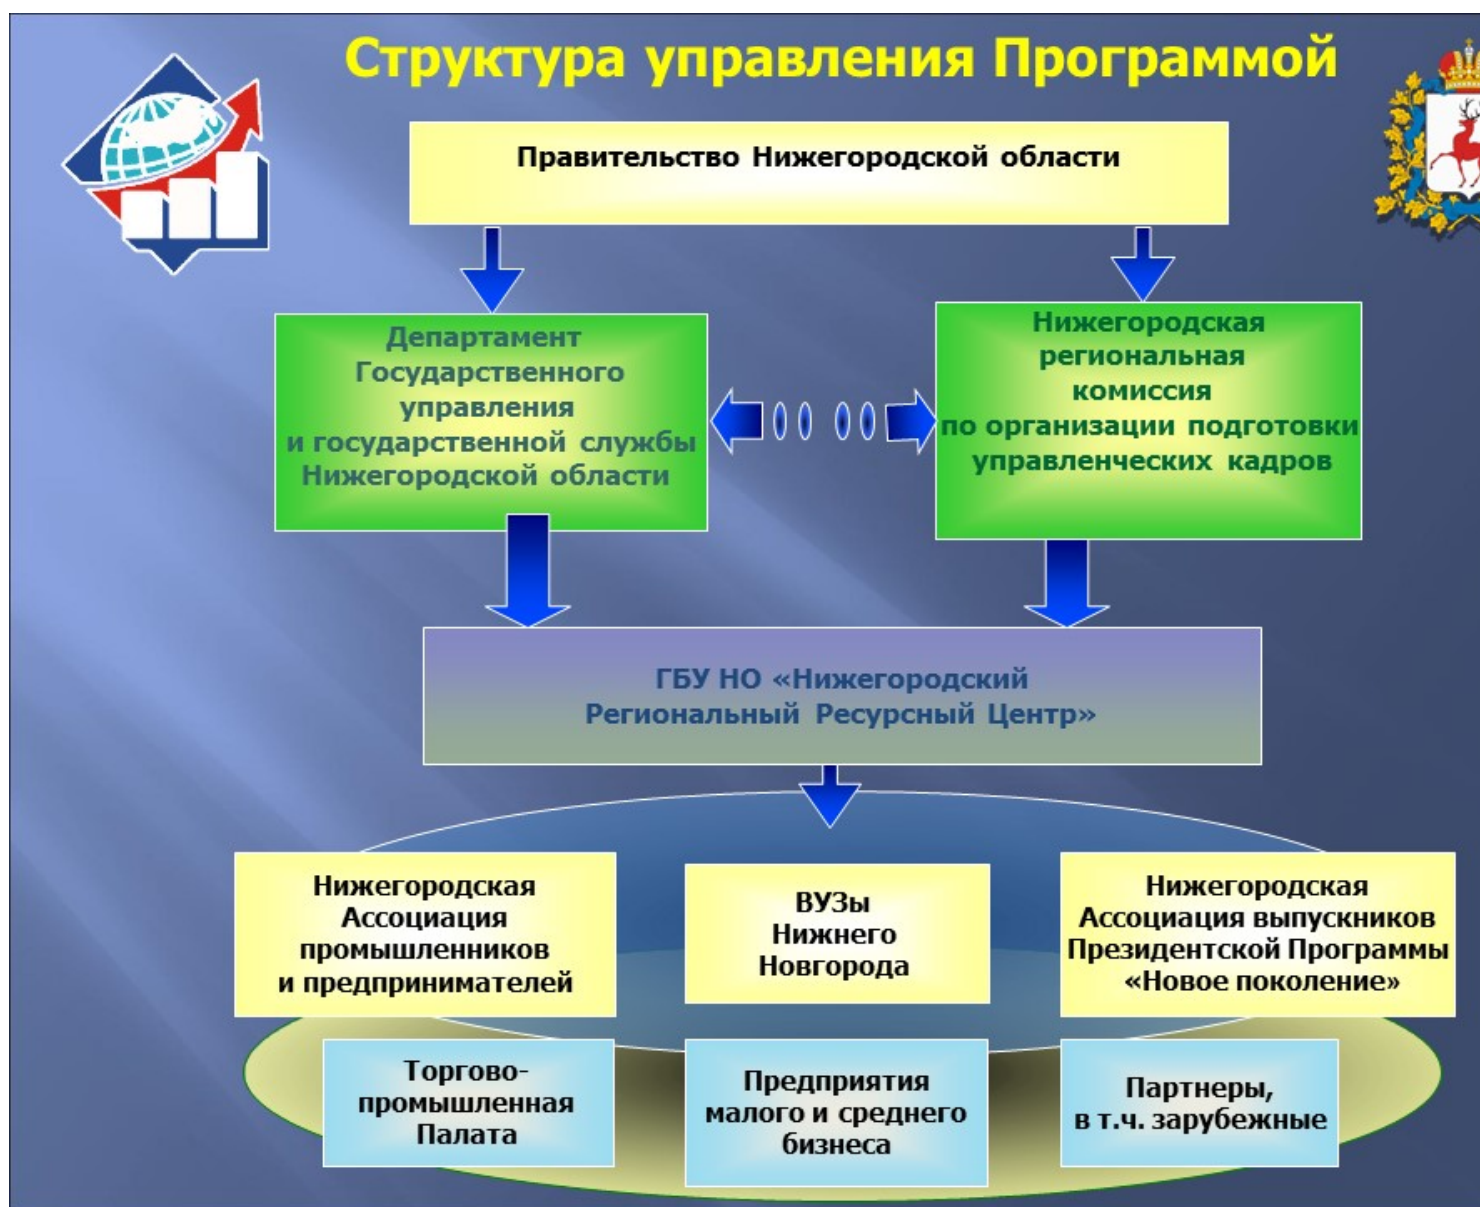 Структура управления Программой
Правительство Нижегородской области
Департамент
Государственного
управления
и государственной службы
Нижегородской области
Нижегородская
региональная
комиссия
по организации подготовки
управленческих кадров
ГБУ НО «Нижегородский
Региональный Ресурсный Центр»
Нижегородская
Ассоциация
промышленников
и предпринимателей
ВУЗы
Нижнего
Новгорода
Нижегородская
Ассоциация выпускников
Президентской Программы
«Новое поколение»
Торгово-
промышленная
Палата
Предприятия
малого и среднего
бизнеса
Партнеры,
в т.ч. зарубежные